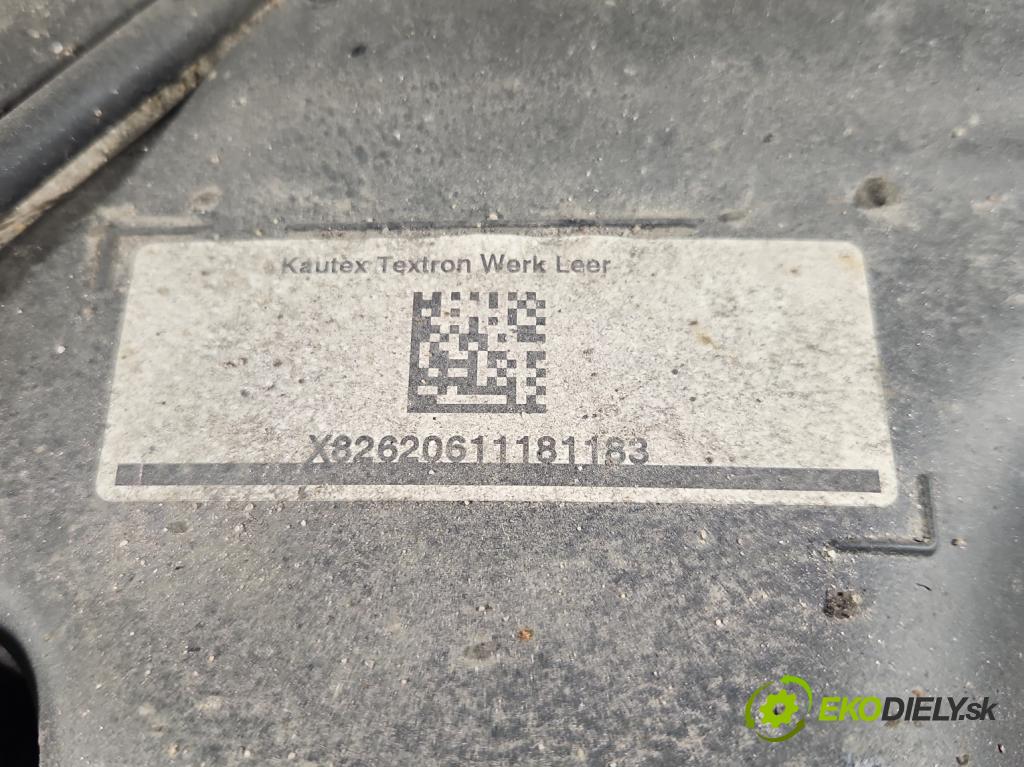 Kautex Textron Werk Leer
X82620611181183
EKODIELY.sk